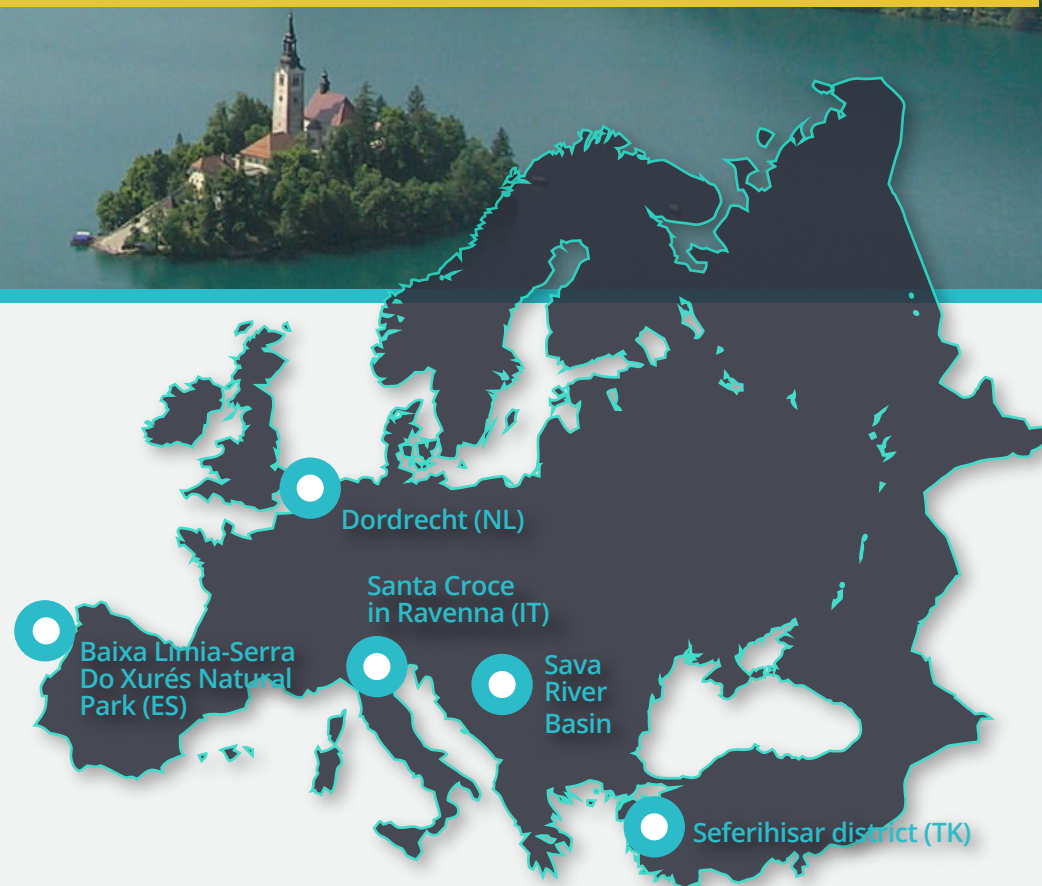 Dordrecht (NL)
Santa Croce
in Ravenna (IT)
Baixa Limia-Serra
Do Xurés Natural
Park (ES)
Sava
River
Basin
Seferihisar district (TK)